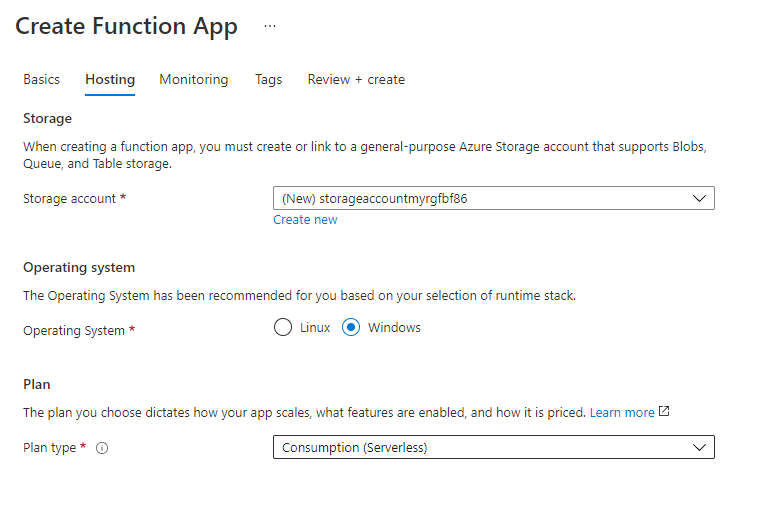 Create Function App ...
Basics Hosting Monitoring Tags Review + create
Storage
When creating a function app, you must create or link to a general-purpose Azure Storage account that supports Blobs,
Queue, and Table storage.
Storage account * (New) storageaccountmyrgfbf86
Create new
Operating system
The Operating System has been recommended for you based on your selection of runtime stack.
Operating System * Linux Windows
Plan
The plan you choose dictates how your app scales, what features are enabled, and how it is priced. Learn more
Plan type * Consumption (Serverless)